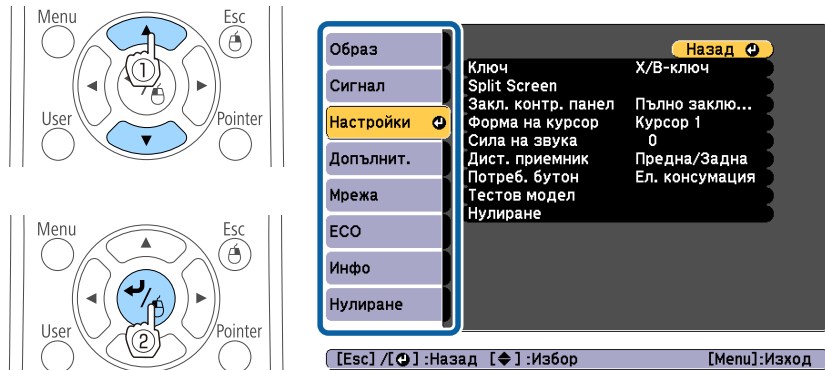 Menu
Esc
①
User
Pointer
Menu
Esc
User
②
Pointer
Образ
Сигнал
Настройки
Допълнит.
Мрежа
ECO
Инфо
Нулиране
Назад
Ключ X/B-ключ
Split Screen
Закл. контр. панел Пълно заклю...
Форма на курсор Курсор 1
Сила на звука 0
Дист. приемник Предна/Задна
Потреб. бутон Ел. консумация
Тестов модел
Нулиране
[Esc] /[ ] :Назад [ ] :Избор [Menu]:Изход